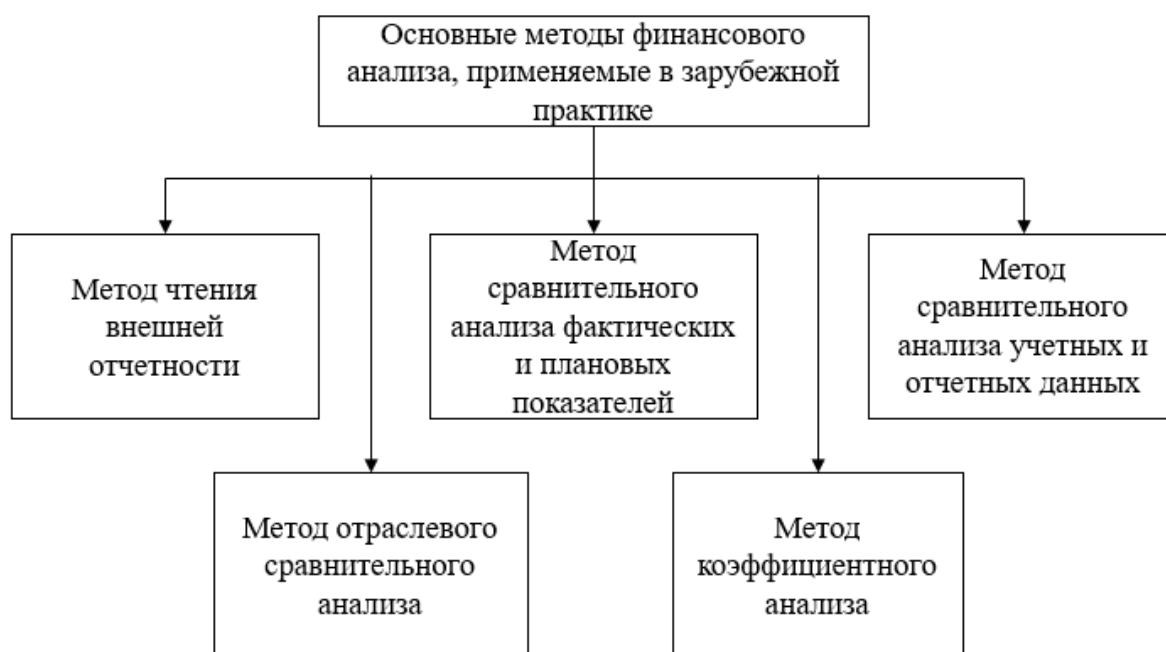 Основные методы финансового
анализа, применяемые в зарубежной
практике
Метод чтения
внешней
отчетности
Метод
сравнительного
анализа фактических
и плановых
показателей
Метод
сравнительного
анализа учетных и
отчетных данных
Метод отраслевого
сравнительного
анализа
Метод
коэффициентного
анализа